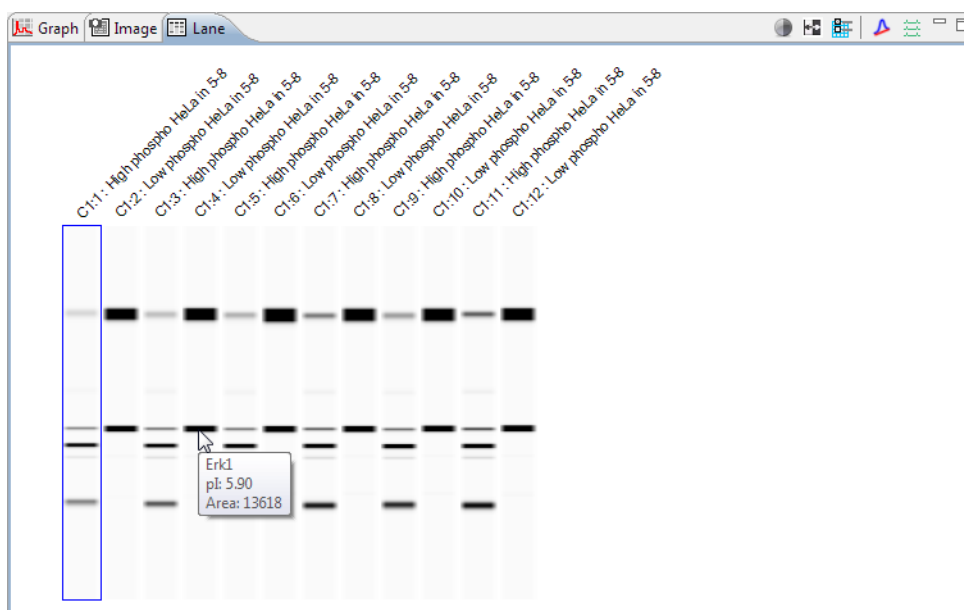 Graph Image Lane
C1:1 : High phospho HeLa in 5-8
C1:2 : Low phospho HeLa in 5-8
C1:3 : High phospho HeLa in 5-8
C1:4 : Low phospho HeLa in 5-8
C1:5 : High phospho HeLa in 5-8
C1:6 : Low phospho HeLa in 5-8
C1:7 : High phospho HeLa in 5-8
C1:8 : Low phospho HeLa in 5-8
C1:9 : High phospho HeLa in 5-8
C1:10 : Low phospho HeLa in 5-8
C1:11 : High phospho HeLa in 5-8
C1:12 : Low phospho HeLa in 5-8
Erk1
pI: 5.90
Area: 13618